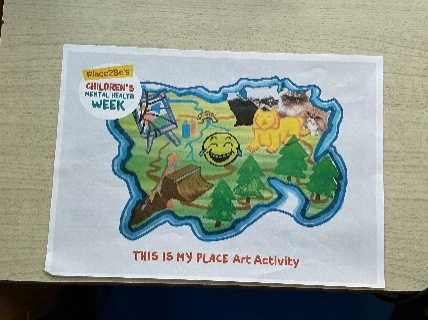 Place2Be's
CHILDREN'S
MENTAL HEALTH
WEEK
THIS IS MY PLACE Art Activity